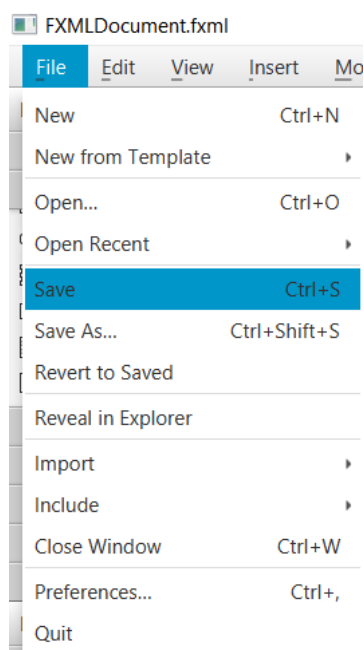 FXMLDocument.fxml
File Edit View Insert Mo
New Ctrl+N
New from Template
Open... Ctrl+O
Open Recent
Save Ctrl+S
Save As... Ctrl+Shift+S
Revert to Saved
Reveal in Explorer
Import
Include
Close Window Ctrl+W
Preferences... Ctrl+,
Quit